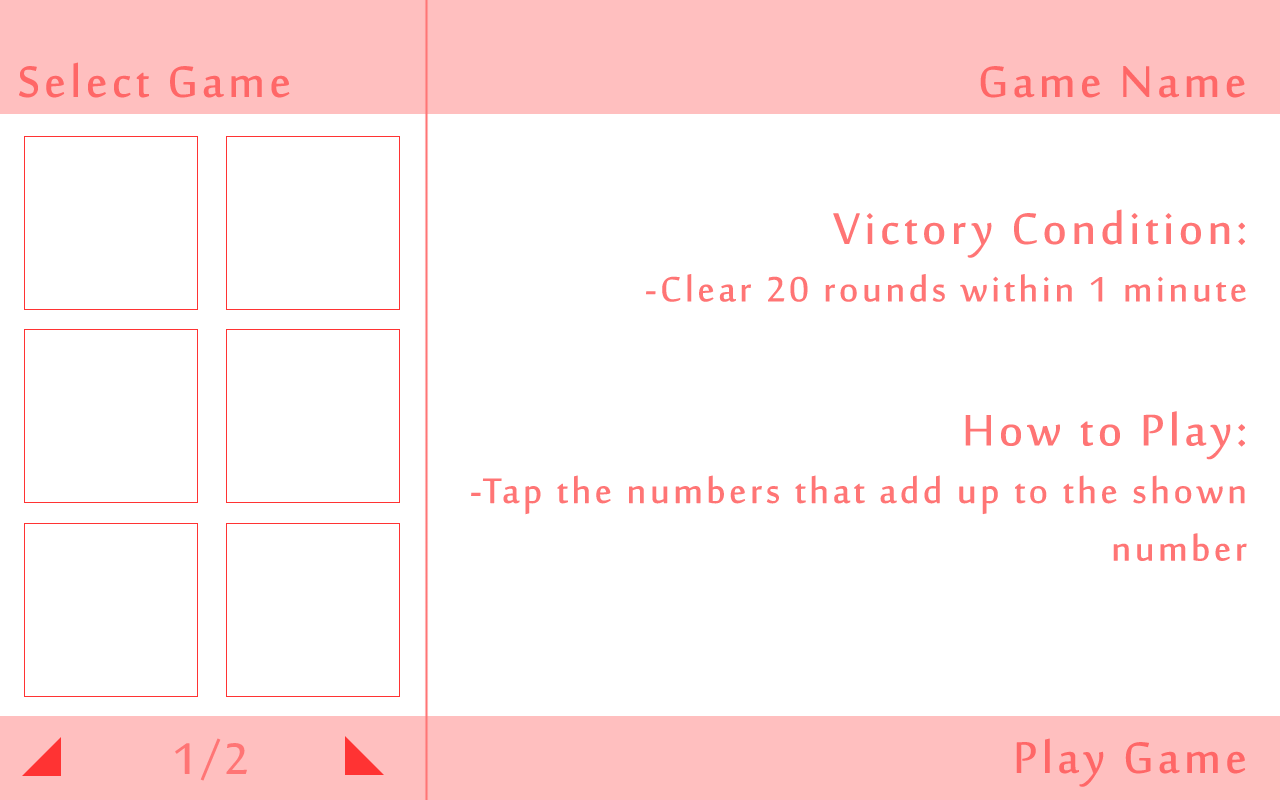 Select Game
Game Name
Victory Condition:
-Clear 20 rounds within 1 minute
How to Play:
-Tap the numbers that add up to the shown
number
1/2
Play Game